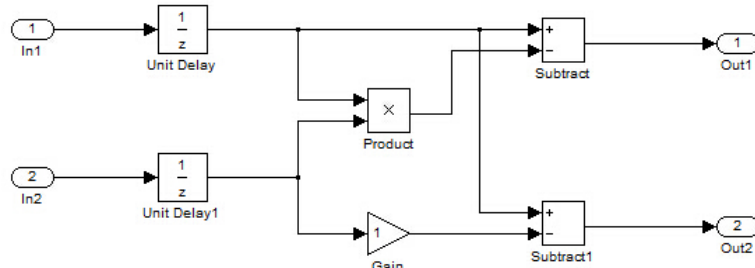 1
In1
1
z
Unit Delay
+
−
Subtract
1
Out1
×
Product
2
In2
1
z
Unit Delay1
1
Gain
+
−
Subtract1
2
Out2